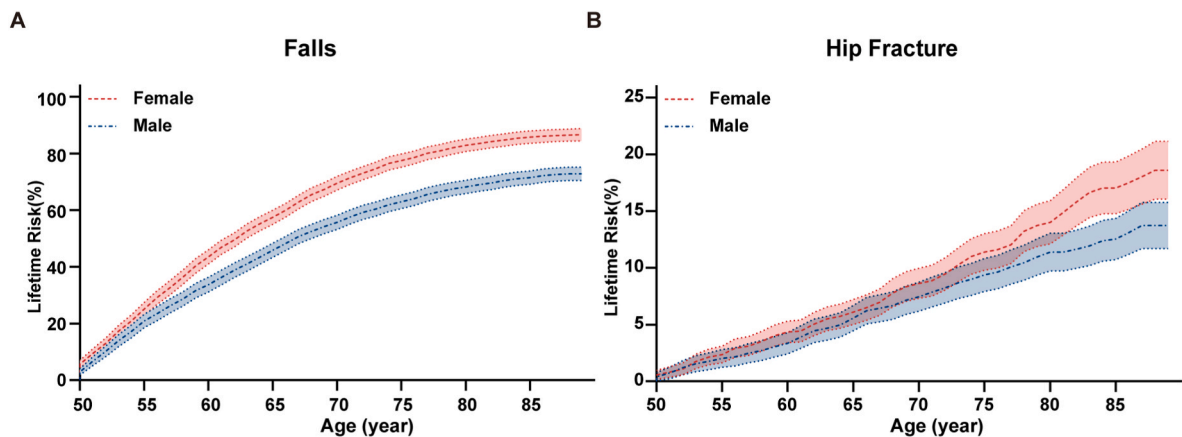 A
Falls
Female
Male
Lifetime Risk(%)
100
80
60
40
20
0
50 55 60 65 70 75 80 85
Age (year)
B
Hip Fracture
Female
Male
Lifetime Risk(%)
25
20
15
10
5
0
50 55 60 65 70 75 80 85
Age (year)